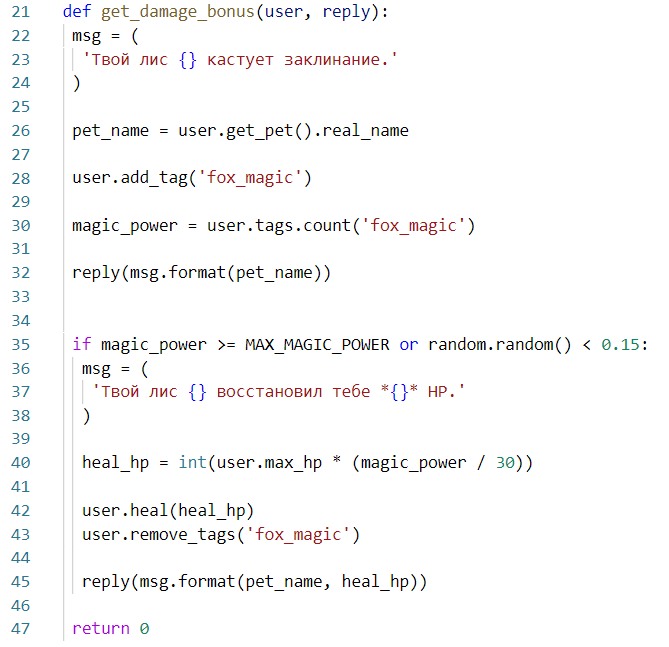 21 def get_damage_bonus(user, reply):
22 msg = (
23 'Твой лис {} кастует заклинание.'
24 )
25
26 pet_name = user.get_pet().real_name
27
28 user.add_tag('fox_magic')
29
30 magic_power = user.tags.count('fox_magic')
31
32 reply(msg.format(pet_name))
33
34
35 if magic_power >= MAX_MAGIC_POWER or random.random() < 0.15:
36 msg = (
37 'Твой лис {} восстановил тебе *{}* HP.'
38 )
39
40 heal_hp = int(user.max_hp * (magic_power / 30))
41
42 user.heal(heal_hp)
43 user.remove_tags('fox_magic')
44
45 reply(msg.format(pet_name, heal_hp))
46
47 return 0